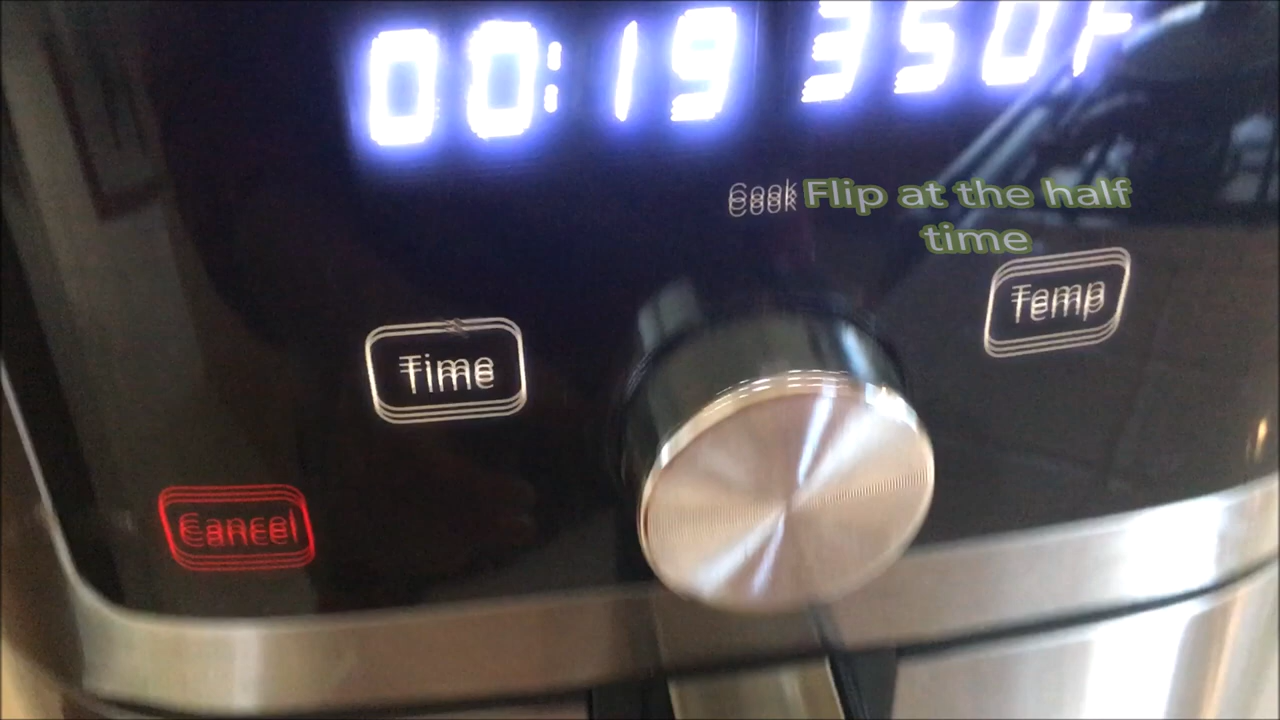 00:19 350F
Cook
Flip at the half
time
Temp
Time
Cancel